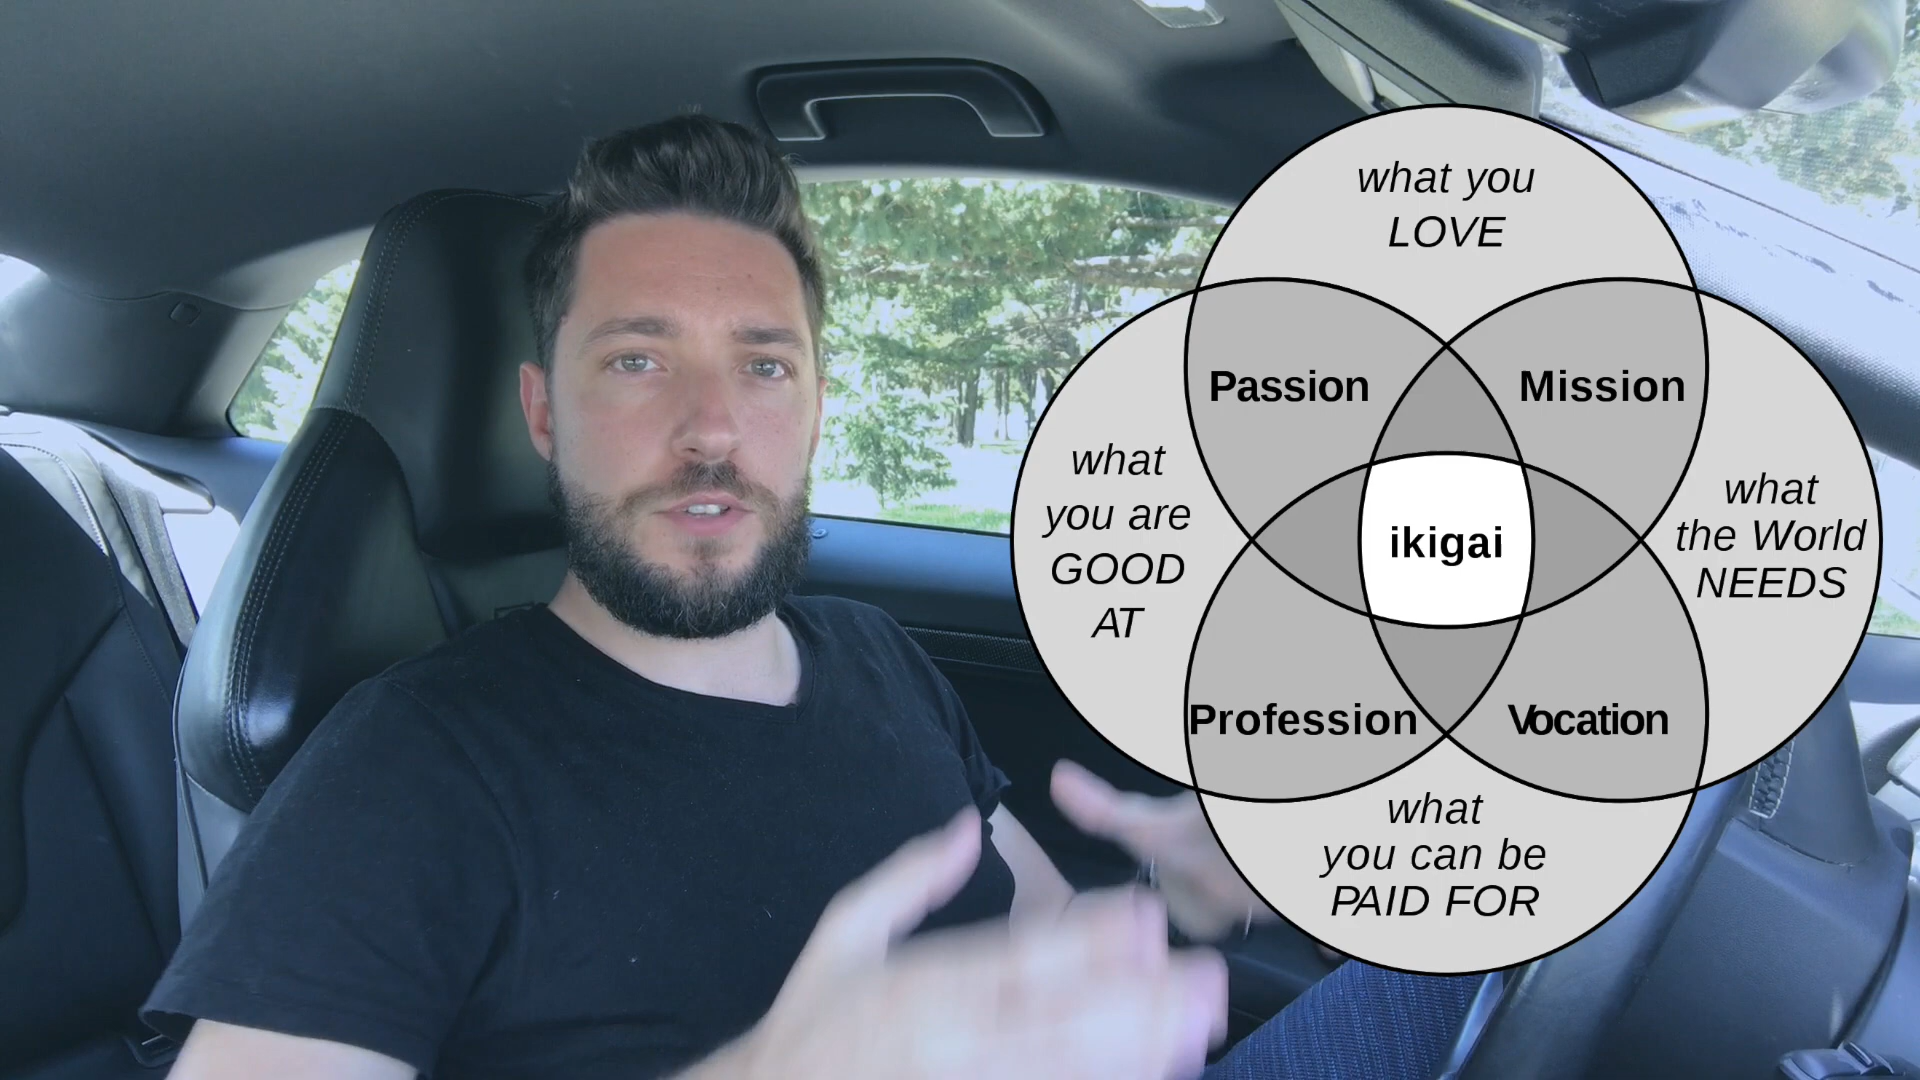 what you
LOVE
Passion
Mission
what
you are
GOOD
AT
ikigai
what
the World
NEEDS
Profession
Vocation
what
you can be
PAID FOR